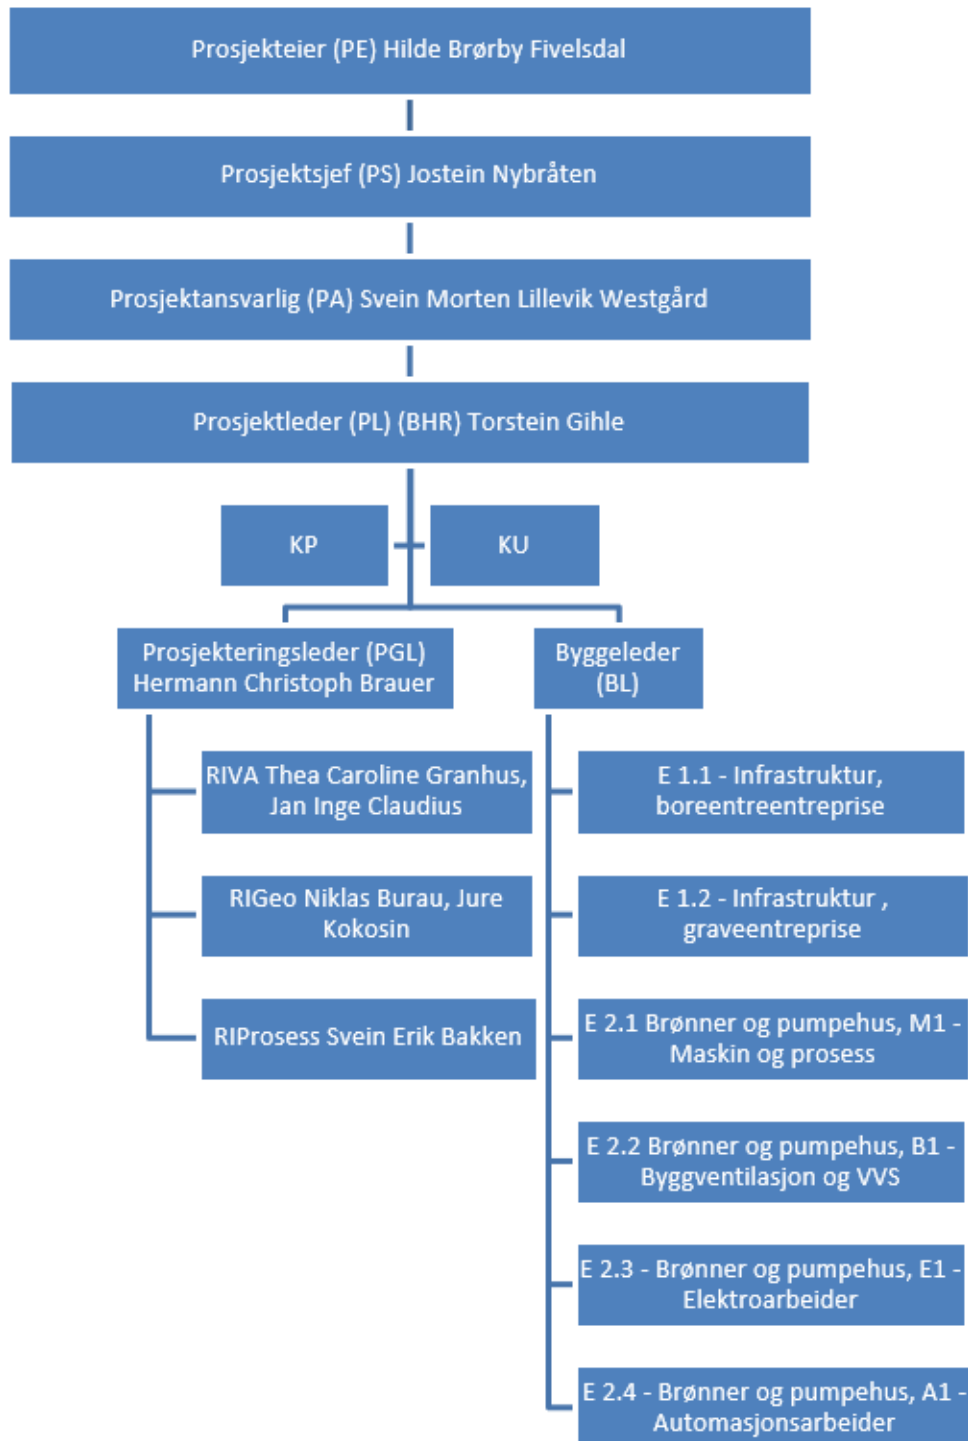 Prosjekteier (PE) Hilde Brørby Fivelsdal
Prosjektsjef (PS) Jostein Nybråten
Prosjektansvarlig (PA) Svein Morten Lillevik Westgård
Prosjektleder (PL) (BHR) Torstein Gihle
KP
KU
Prosjekteringsleder (PGL)
Hermann Christoph Brauer
RIVA Thea Caroline Granhus,
Jan Inge Claudius
RIGeo Niklas Burau, Jure
Kokosin
RIProsess Svein Erik Bakken
Byggeleder
(BL)
E 1.1 - Infrastruktur,
boreentreentreprise
E 1.2 - Infrastruktur ,
graveentreprise
E 2.1 Brønner og pumpehus, M1 -
Maskin og prosess
E 2.2 Brønner og pumpehus, B1 -
Byggventilasjon og VVS
E 2.3 - Brønner og pumpehus, E1 -
Elektroarbeider
E 2.4 - Brønner og pumpehus, A1 -
Automasjonsarbeider